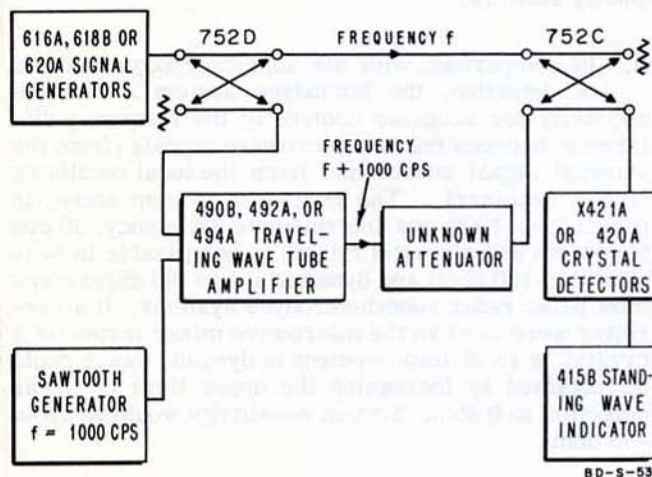 616A, 618B OR
620A SIGNAL
GENERATORS
752D
FREQUENCY f
752C
FREQUENCY
F + 1000 CPS
490B, 492A, OR
494A TRAVEL-
ING WAVE TUBE
AMPLIFIER
UNKNOWN
ATTENUATOR
X421A
OR 420A
CRYSTAL
DETECTORS
SAWTOOTH
GENERATOR
f = 1000 CPS
415B STAND-
ING WAVE
INDICATOR
BD-S-53